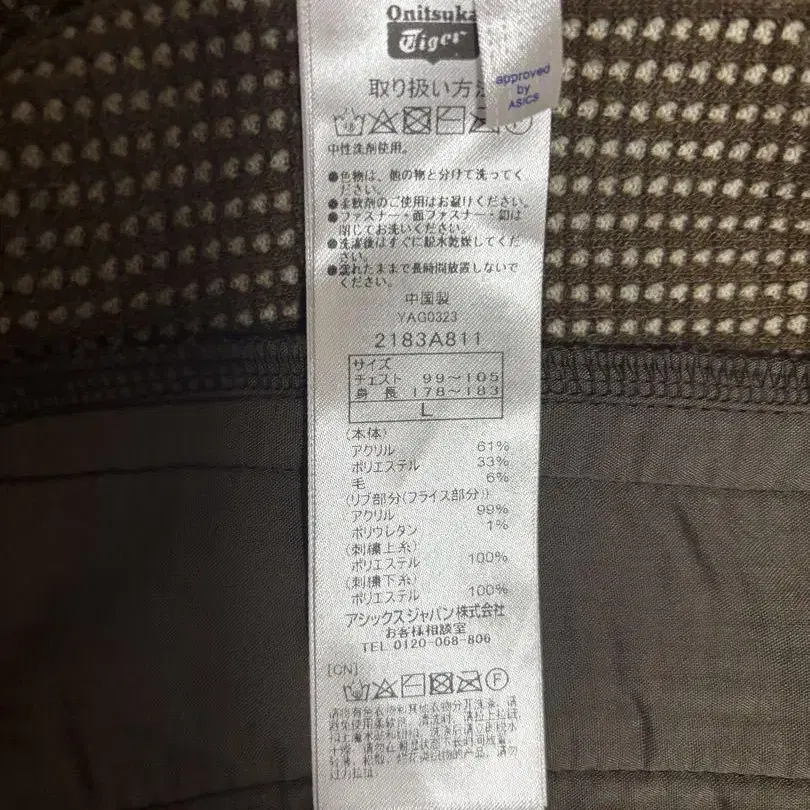 Onitsuka
Tiger
approved
by
ASICS
取り扱い方法
中性洗剤使用。
●色物は、他の物と分けて洗ってく
ださい。
●柔軟剤のご使用はお避けください。
●ファスナー・面ファスナー・釦は
閉じてお洗いください。
●洗濯後はすぐに脱水乾燥してくだ
さい。
●濡れたままで長時間放置しないで
ください。
中国製
YAG0323
2183A811
サイズ
チェスト 99～105
身長 178～183
L
(本体)
アクリル 61%
ポリエステル 33%
毛 6%
(リブ部分(フライス部分))
アクリル 99%
ポリウレタン 1%
(刺繍上糸)
ポリエステル 100%
(刺繍下糸)
ポリエステル 100%
アシックスジャパン株式会社
お客様相談室
TEL 0120-068-806
[CN]
F